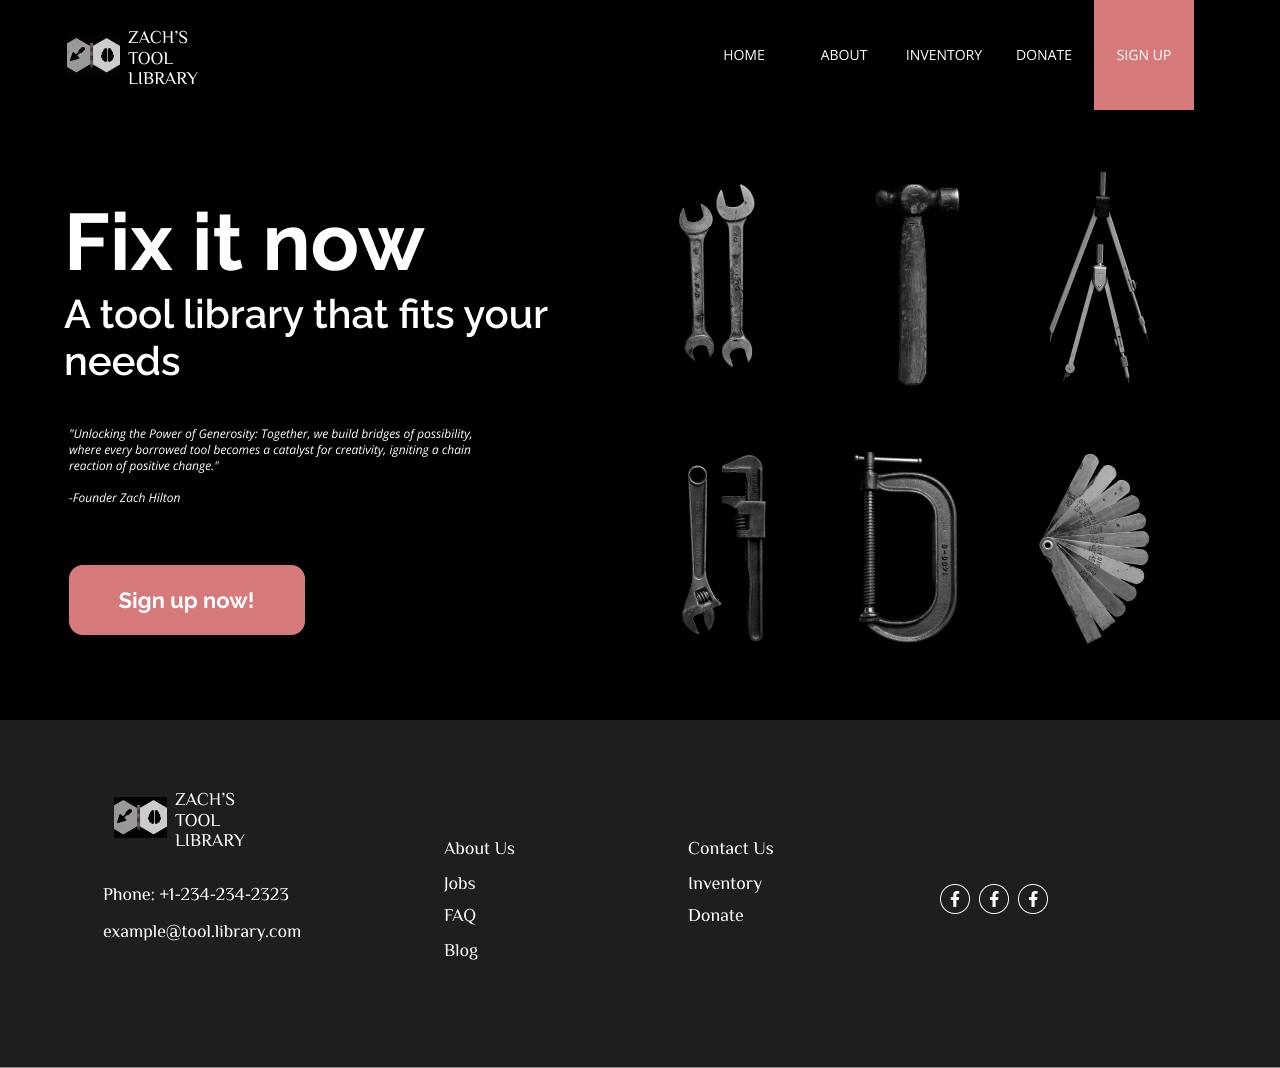 ZACH'S
TOOL
LIBRARY
HOME
ABOUT
INVENTORY
DONATE
SIGN UP
Fix it now
A tool library that fits your
needs
"Unlocking the Power of Generosity: Together, we build bridges of possibility,
where every borrowed tool becomes a catalyst for creativity, igniting a chain
reaction of positive change."
-Founder Zach Hilton
Sign up now!
ZACH'S
TOOL
LIBRARY
Phone: +1-234-234-2323
example@tool.library.com
About Us
Jobs
FAQ
Blog
Contact Us
Inventory
Donate